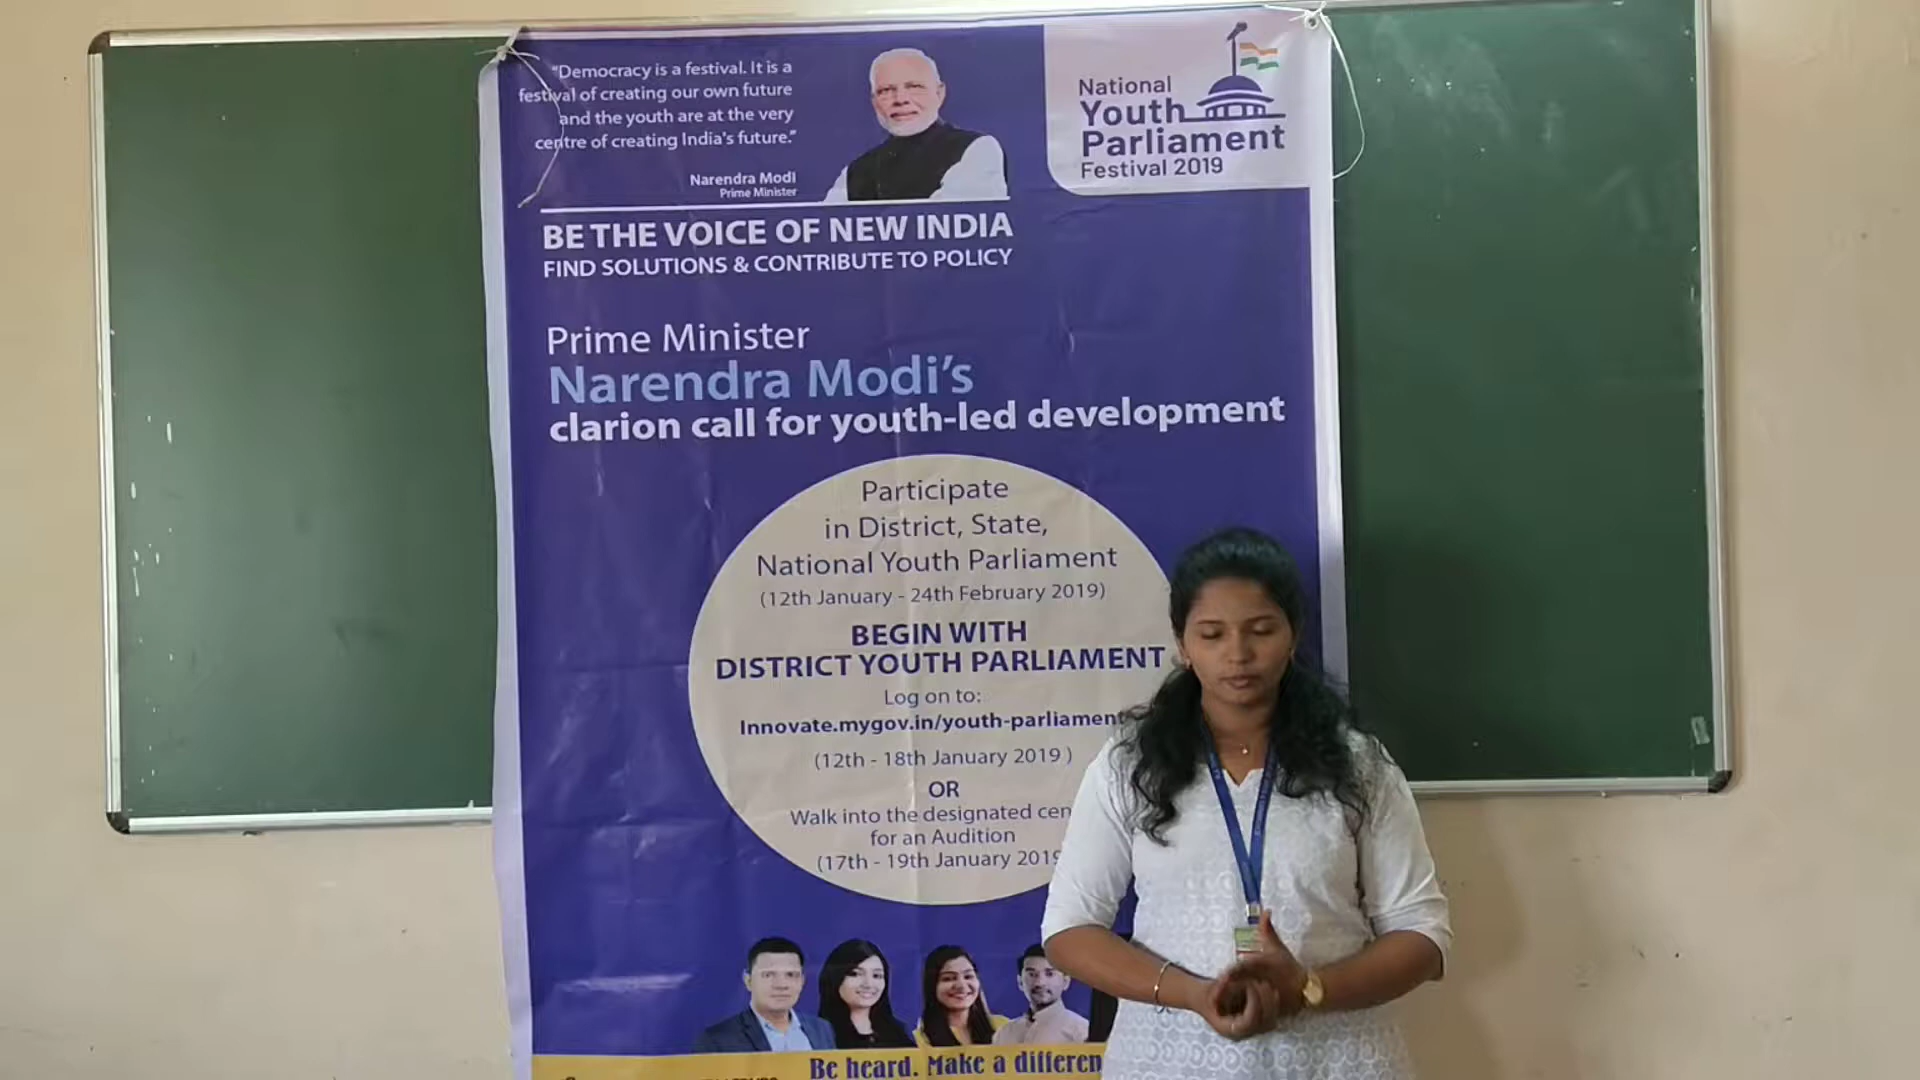 "Democracy is a festival. It is a
festival of creating our own future
and the youth are at the very
centre of creating India's future."
Narendra Modi
Prime Minister
National
Youth
Parliament
Festival 2019
BE THE VOICE OF NEW INDIA
FIND SOLUTIONS & CONTRIBUTE TO POLICY
Prime Minister
Narendra Modi's
clarion call for youth-led development
Participate
in District, State,
National Youth Parliament
(12th January - 24th February 2019)
BEGIN WITH
DISTRICT YOUTH PARLIAMENT
Log on to:
Innovate.mygov.in/youth-parliament
(12th - 18th January 2019 )
OR
Walk into the designated cen
for an Audition
(17th - 19th January 2019
Be heard. Make a differen